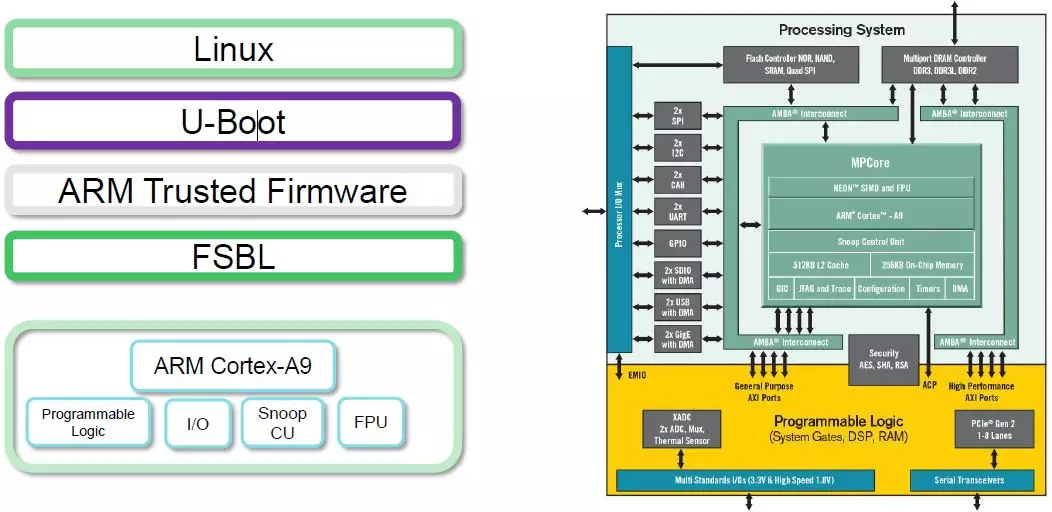 Linux
U-Boot
ARM Trusted Firmware
FSBL
ARM Cortex-A9
Programmable
Logic
I/O
Snoop
CU
FPU
Processing System
Flash Controller NOR, NAND,
SRAM, Quad SPI
Multiport DRAM Controller
DDR3, DDR3L, DDR2
Processor I/O Mux
2x
SPI
2x
I2C
2x
CAN
2x
UART
GPIO
2x SDIO
with DMA
2x USB
with DMA
2x GigE
with DMA
AMBA® Interconnect
AMBA® Interconnect
MPCore
NEON™ SIMD and FPU
ARM® Cortex™ - A9
Snoop Control Unit
512KB L2 Cache
256KB On-Chip Memory
GIC
JTAG and Trace
Configuration
Timers
DMA
AMBA® Interconnect
AMBA® Interconnect
Security
AES, SHA, RSA
EMIO
General Purpose
AXI Ports
ACP
High Performance
AXI Ports
XADC
2x ADC, Mux,
Thermal Sensor
Programmable Logic
(System Gates, DSP, RAM)
PCIe® Gen 2
1-8 Lanes
Multi Standards I/Os (3.3V & High Speed 1.8V)
Serial Transceivers